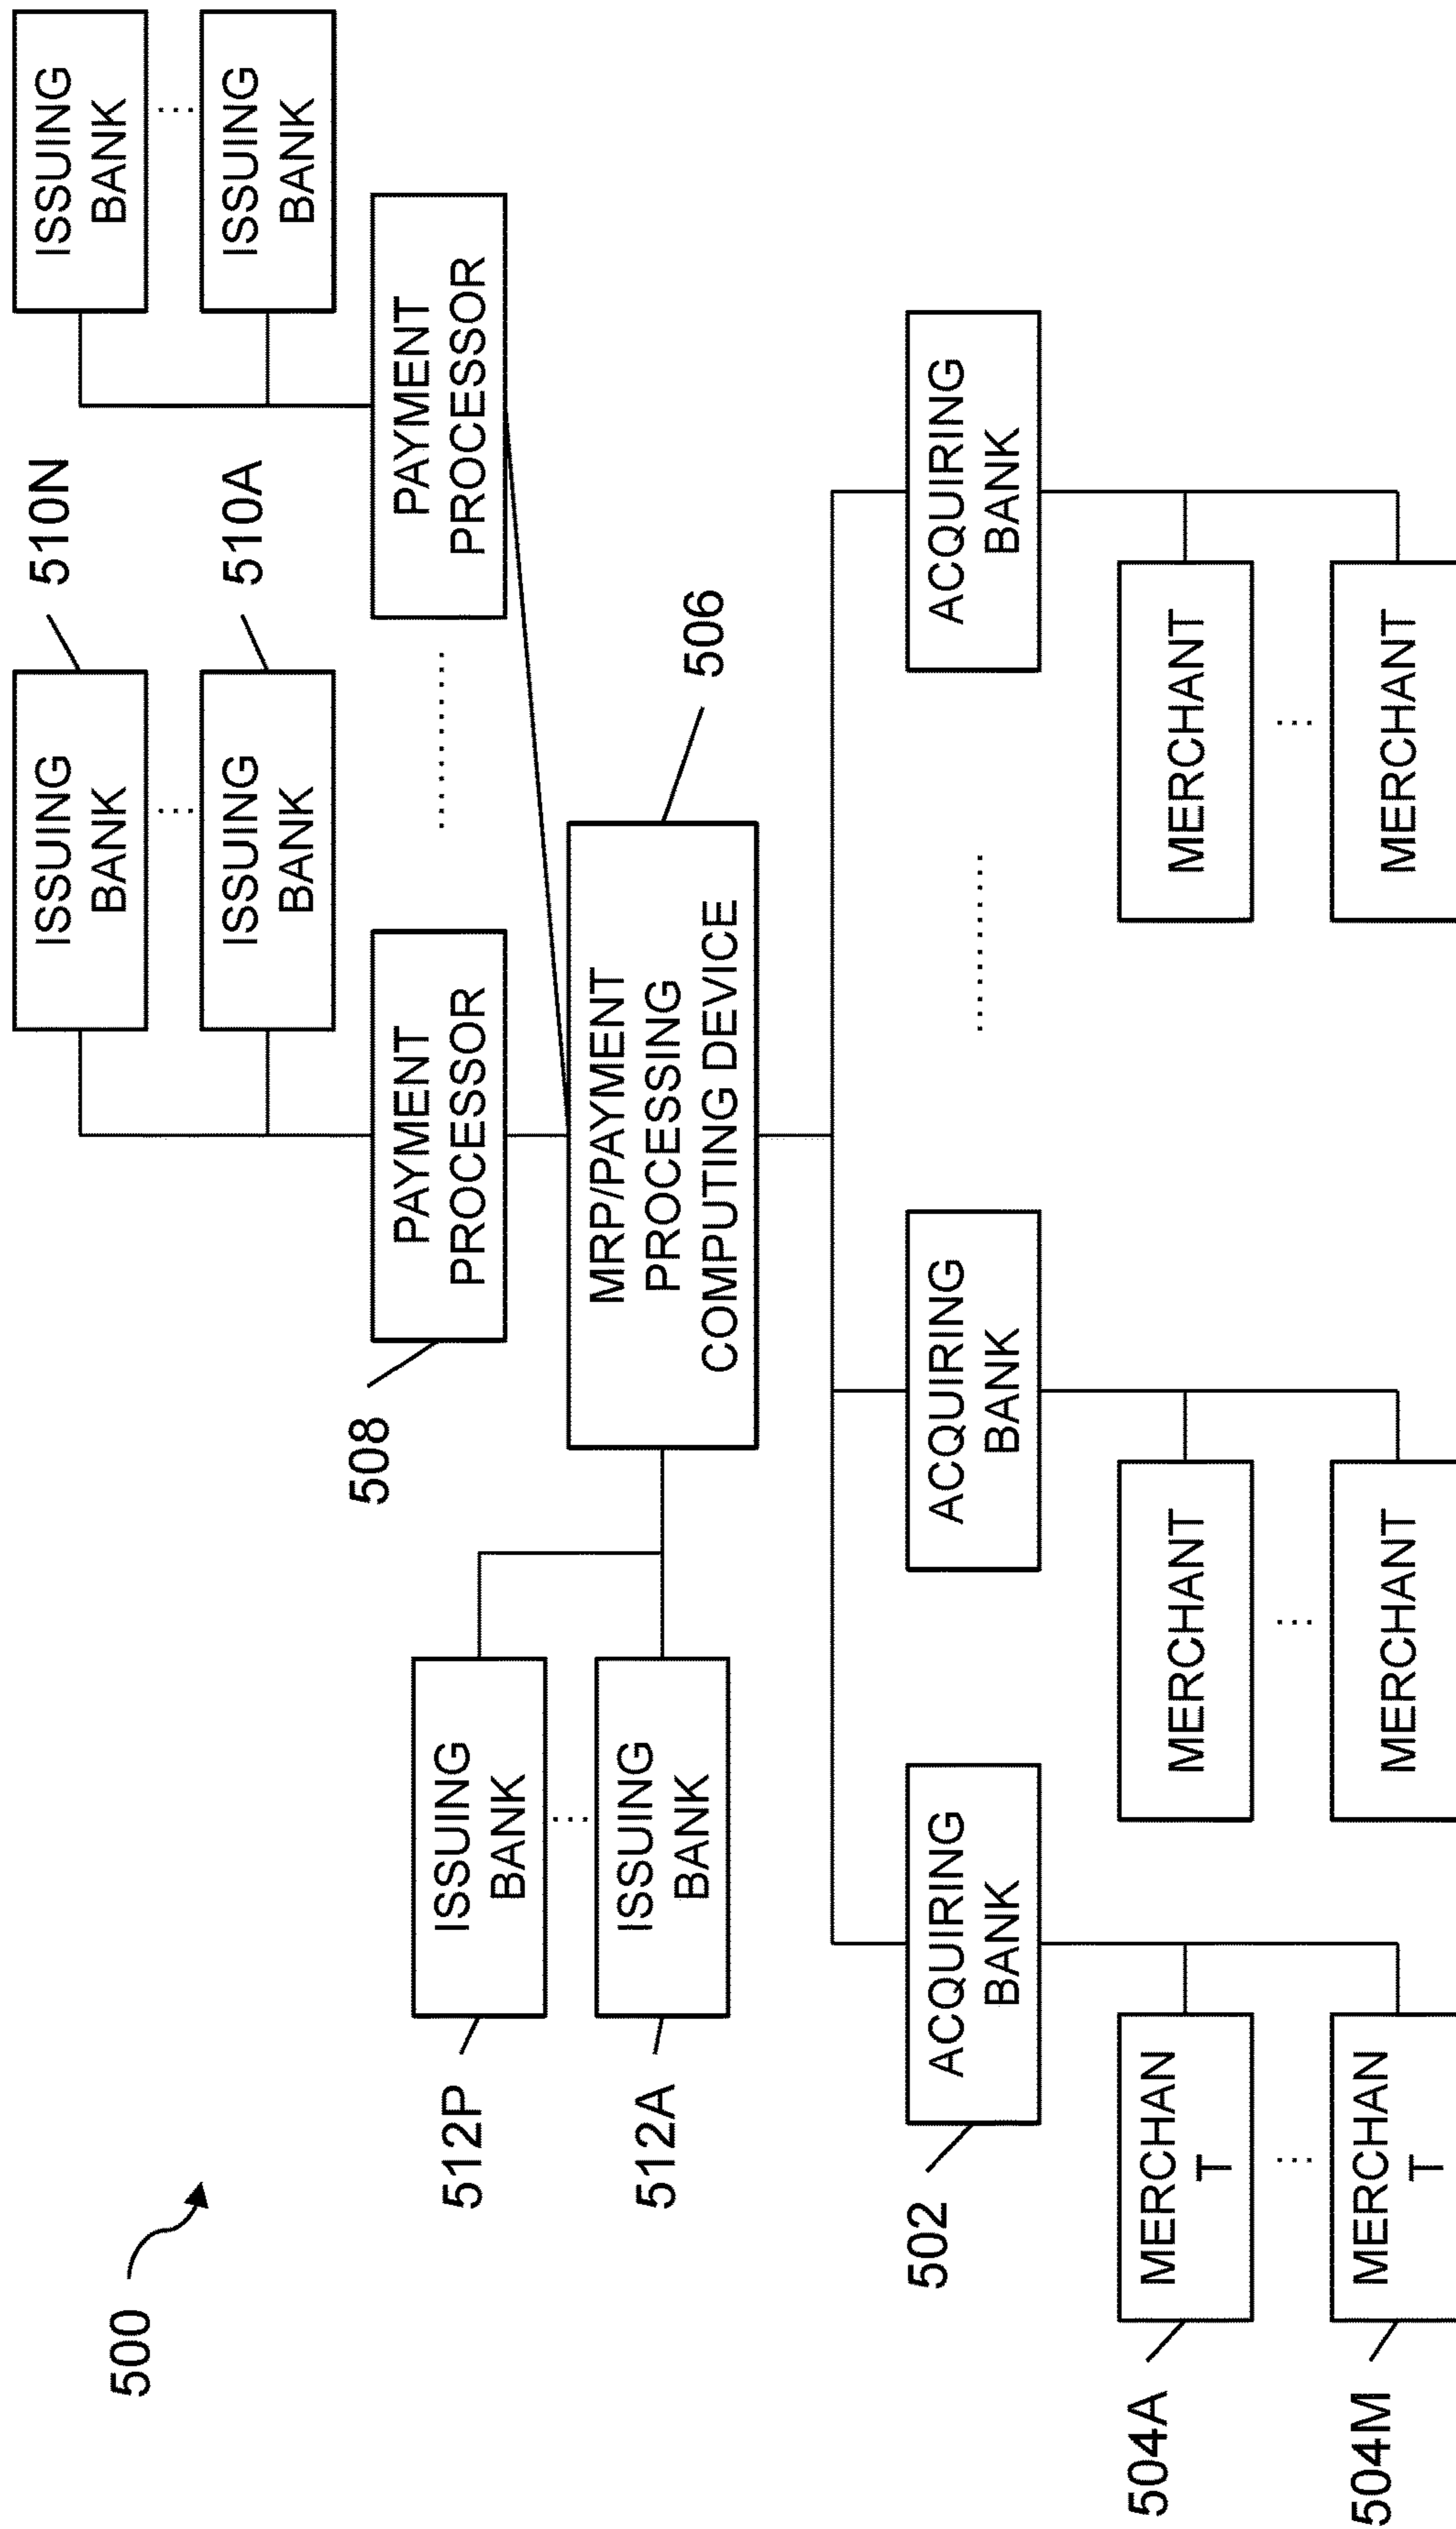 500
ISSUING
BANK
510N
ISSUING
BANK
ISSUING
BANK
510A
ISSUING
BANK
508
PAYMENT
PROCESSOR
PAYMENT
PROCESSOR
512P
ISSUING
BANK
512A
ISSUING
BANK
MRP/PAYMENT
PROCESSING
COMPUTING DEVICE
506
502
ACQUIRING
BANK
ACQUIRING
BANK
ACQUIRING
BANK
504A
MERCHAN
T
MERCHANT
MERCHANT
504M
MERCHAN
T
MERCHANT
MERCHANT